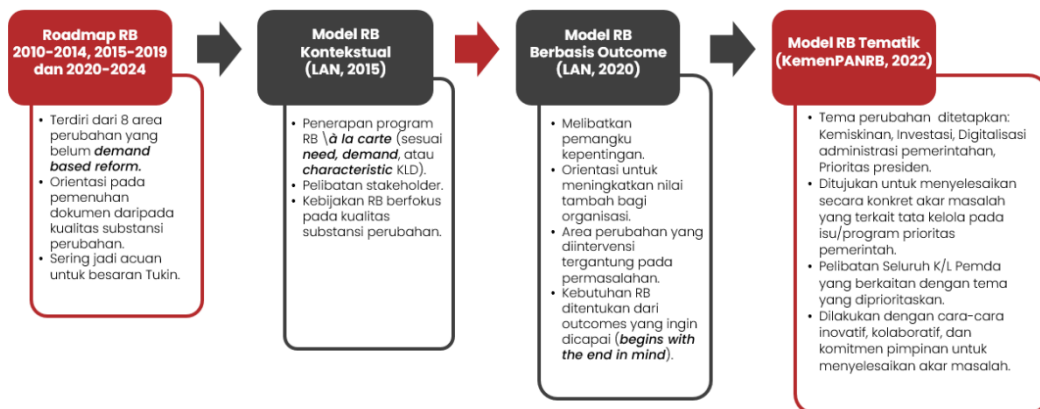 Roadmap RB
2010-2014, 2015-2019
dan 2020-2024
• Terdiri dari 8 area
perubahan yang
belum demand
based reform.
• Orientasi pada
pemenuhan
dokumen daripada
kualitas substansi
perubahan.
• Sering jadi acuan
untuk besaran Tukin.
Model RB
Kontekstual
(LAN, 2015)
• Penerapan program
RB \à la carte (sesuai
need, demand, atau
characteristic KLD).
• Pelibatan stakeholder.
• Kebijakan RB berfokus
pada kualitas
substansi perubahan.
Model RB
Berbasis Outcome
(LAN, 2020)
• Melibatkan
pemangku
kepentingan.
• Orientasi untuk
meningkatkan nilai
tambah bagi
organisasi.
• Area perubahan yang
diintervensi
tergantung pada
permasalahan.
• Kebutuhan RB
ditentukan dari
outcomes yang ingin
dicapai (begins with
the end in mind).
Model RB Tematik
(KemenPANRB, 2022)
• Tema perubahan ditetapkan:
Kemiskinan, Investasi, Digitalisasi
administrasi pemerintahan,
Prioritas presiden.
• Ditujukan untuk menyelesaikan
secara konkret akar masalah
yang terkait tata kelola pada
isu/program prioritas
pemerintah.
• Pelibatan Seluruh K/L Pemda
yang berkaitan dengan tema
yang diprioritaskan.
• Dilakukan dengan cara-cara
inovatif, kolaboratif, dan
komitmen pimpinan untuk
menyelesaikan akar masalah.